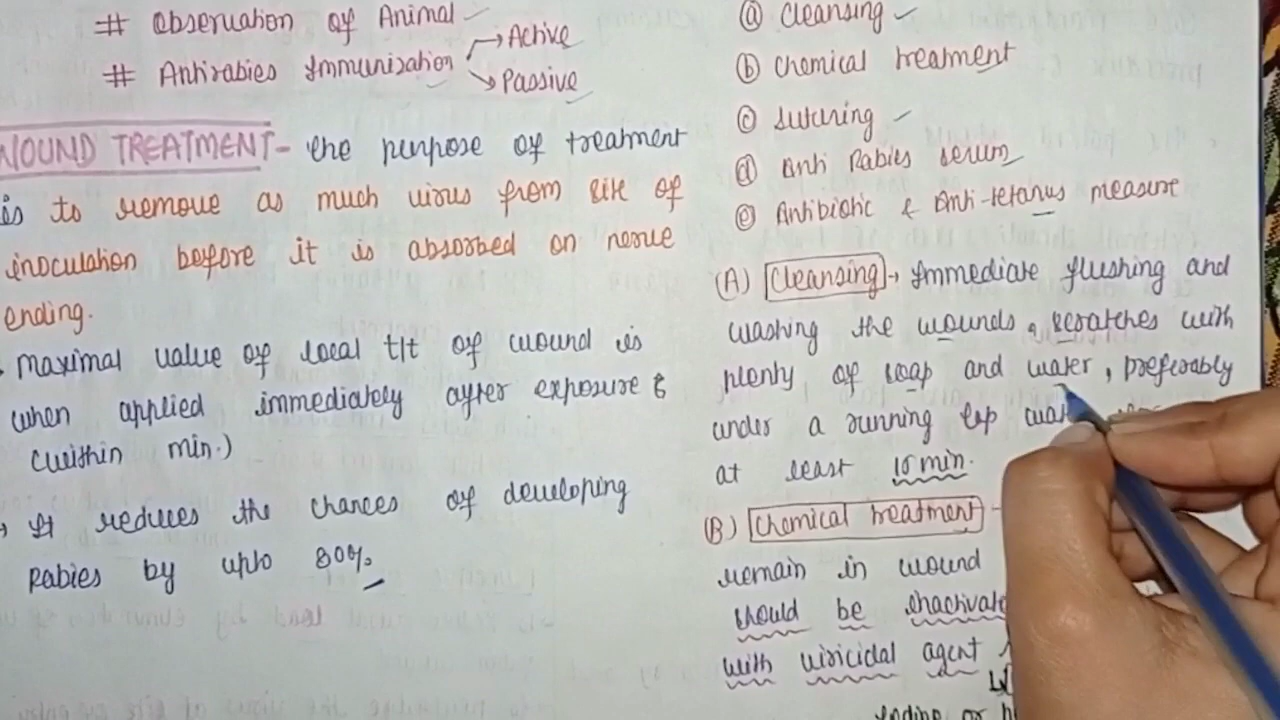 # Observation of Animal
# Antirabies Immunization → Active
→ Passive
WOUND TREATMENT - the purpose of treatment
is to remove as much virus from site of
inoculation before it is absorbed on nerve
ending.
Maximal value of local t/t of wound is
when applied immediately after exposure
(within min.)
→ It reduces the chances of developing
Rabies by upto 80%
(a) Cleansing
(b) Chemical treatment
(c) Suturing
(d) Anti Rabies serum
(e) Antibiotic & Anti-tetanus measure
(A) Cleansing → Immediate flushing and
washing the wounds, scratches with
plenty of soap and water, preferably
under a running tap
at least 15 min.
(B) Chemical treatment -
remain in wound
should be
with viricidal agent